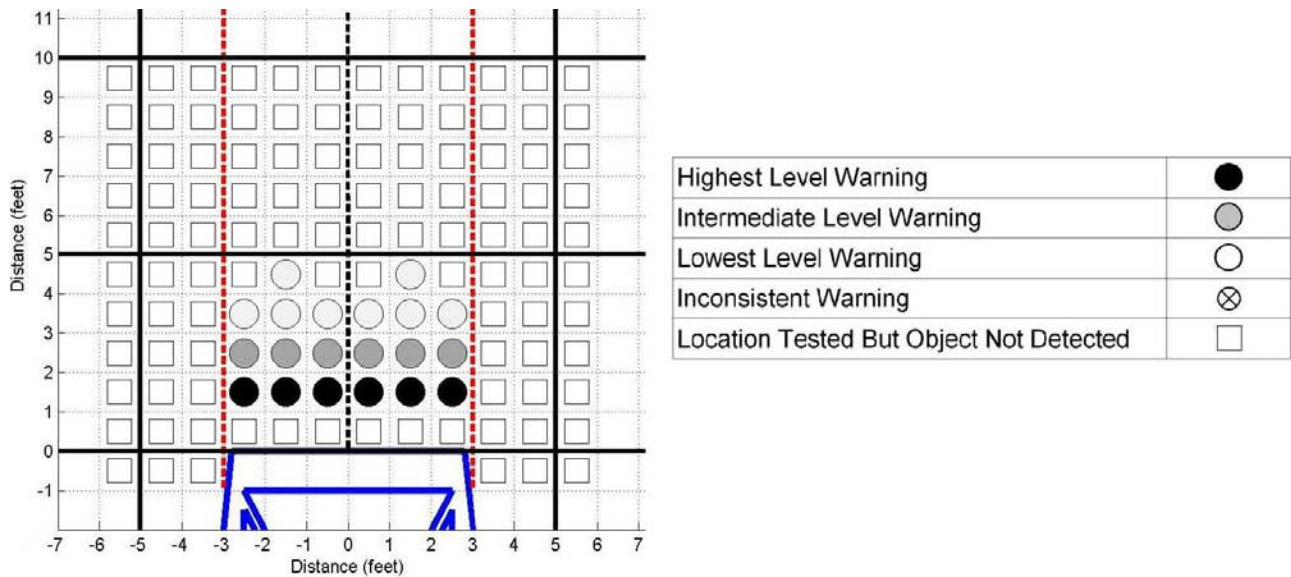 11
10
9
8
7
6
5
4
3
2
1
0
-1
Distance (feet)
-7 -6 -5 -4 -3 -2 -1 0 1 2 3 4 5 6 7
Distance (feet)
Highest Level Warning
Intermediate Level Warning
Lowest Level Warning
Inconsistent Warning
Location Tested But Object Not Detected